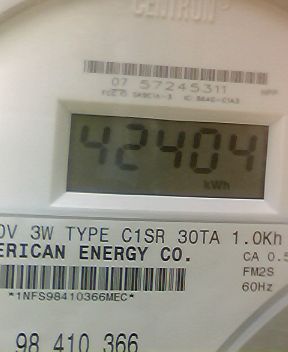 CENTRON®
07 57245311
42404
kWh
0V 3W TYPE C1SR 30TA 1.0Kh
ERICAN ENERGY CO.
CA 0.5
FM2S
60Hz
*1NFS98410366MEC*
98 410 366